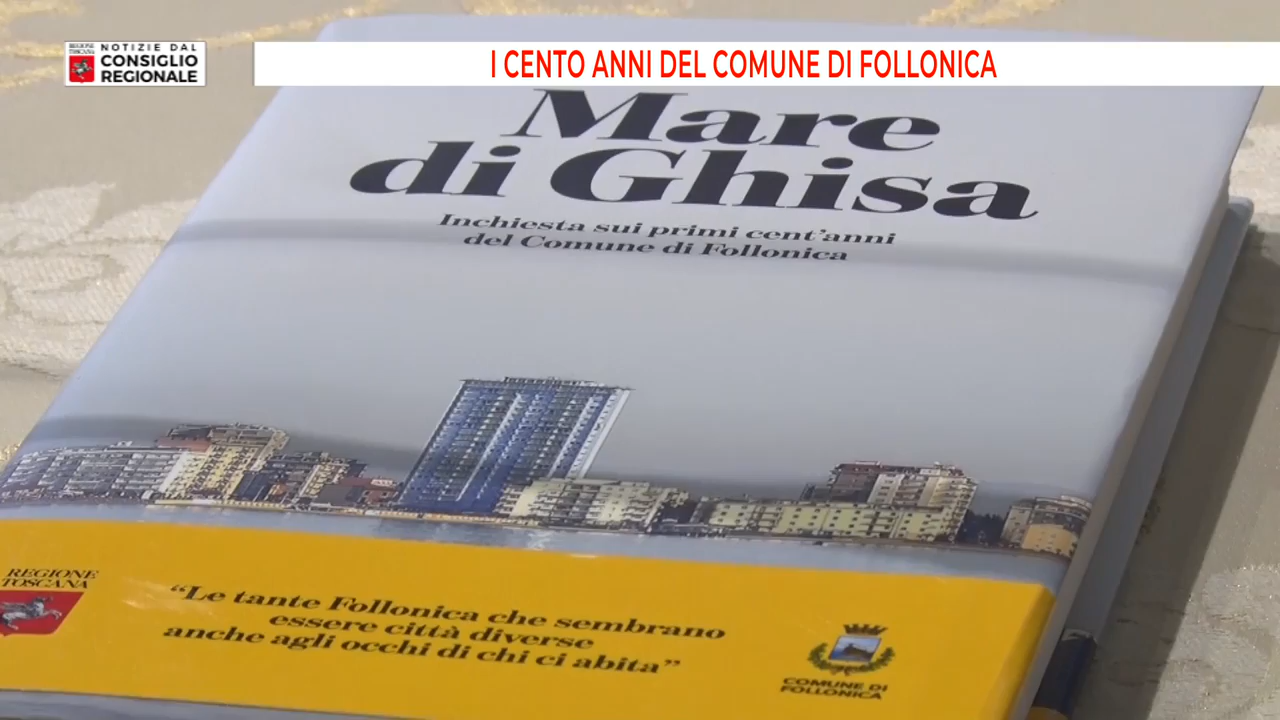 REGIONE
TOSCANA
NOTIZIE DAL
CONSIGLIO
REGIONALE
I CENTO ANNI DEL COMUNE DI FOLLONICA
Mare
di Ghisa
Inchiesta sui primi cent'anni
del Comune di Follonica
REGIONE
TOSCANA
“Le tante Follonica che sembrano
essere città diverse
anche agli occhi di chi ci abita”
COMUNE DI
FOLLONICA